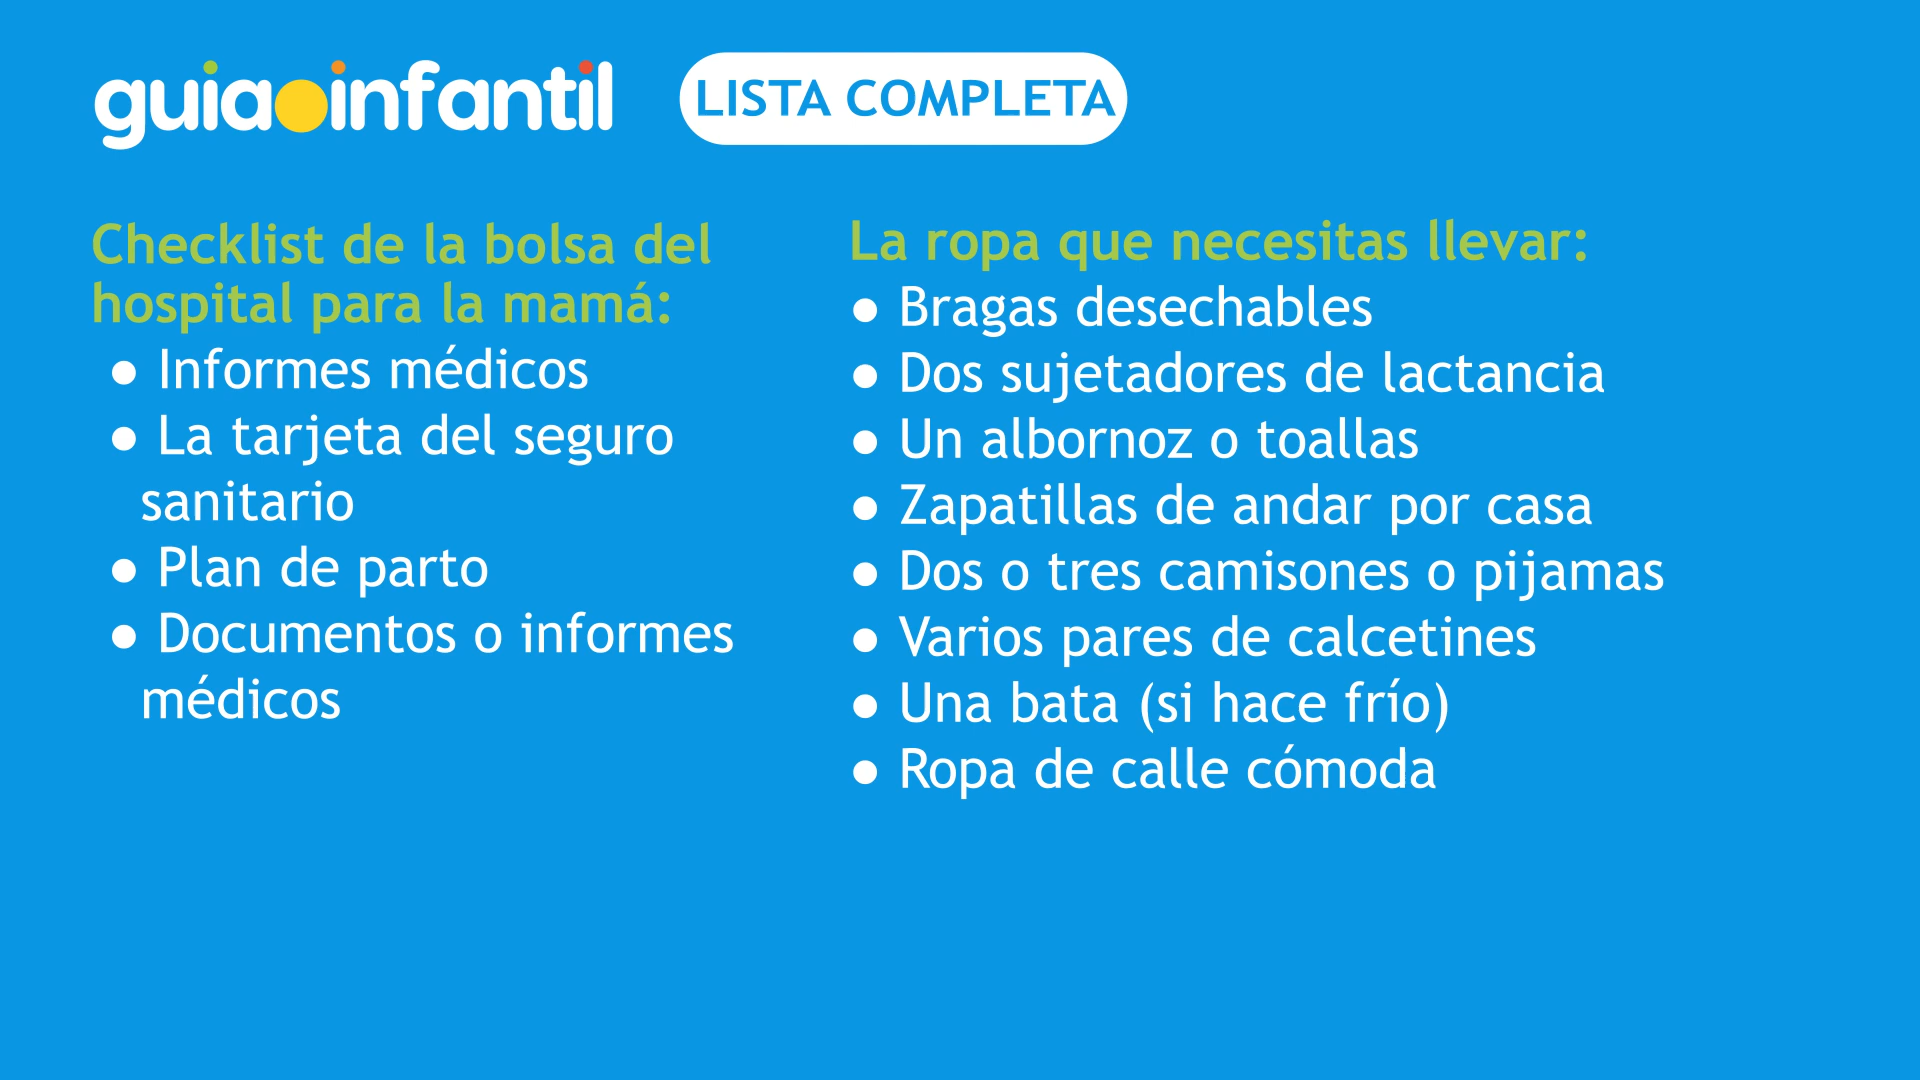 guiainfantil
LISTA COMPLETA
Checklist de la bolsa del
hospital para la mamá:
● Informes médicos
● La tarjeta del seguro
sanitario
● Plan de parto
● Documentos o informes
médicos
La ropa que necesitas llevar:
● Bragas desechables
● Dos sujetadores de lactancia
● Un albornoz o toallas
● Zapatillas de andar por casa
● Dos o tres camisones o pijamas
● Varios pares de calcetines
● Una bata (si hace frío)
● Ropa de calle cómoda